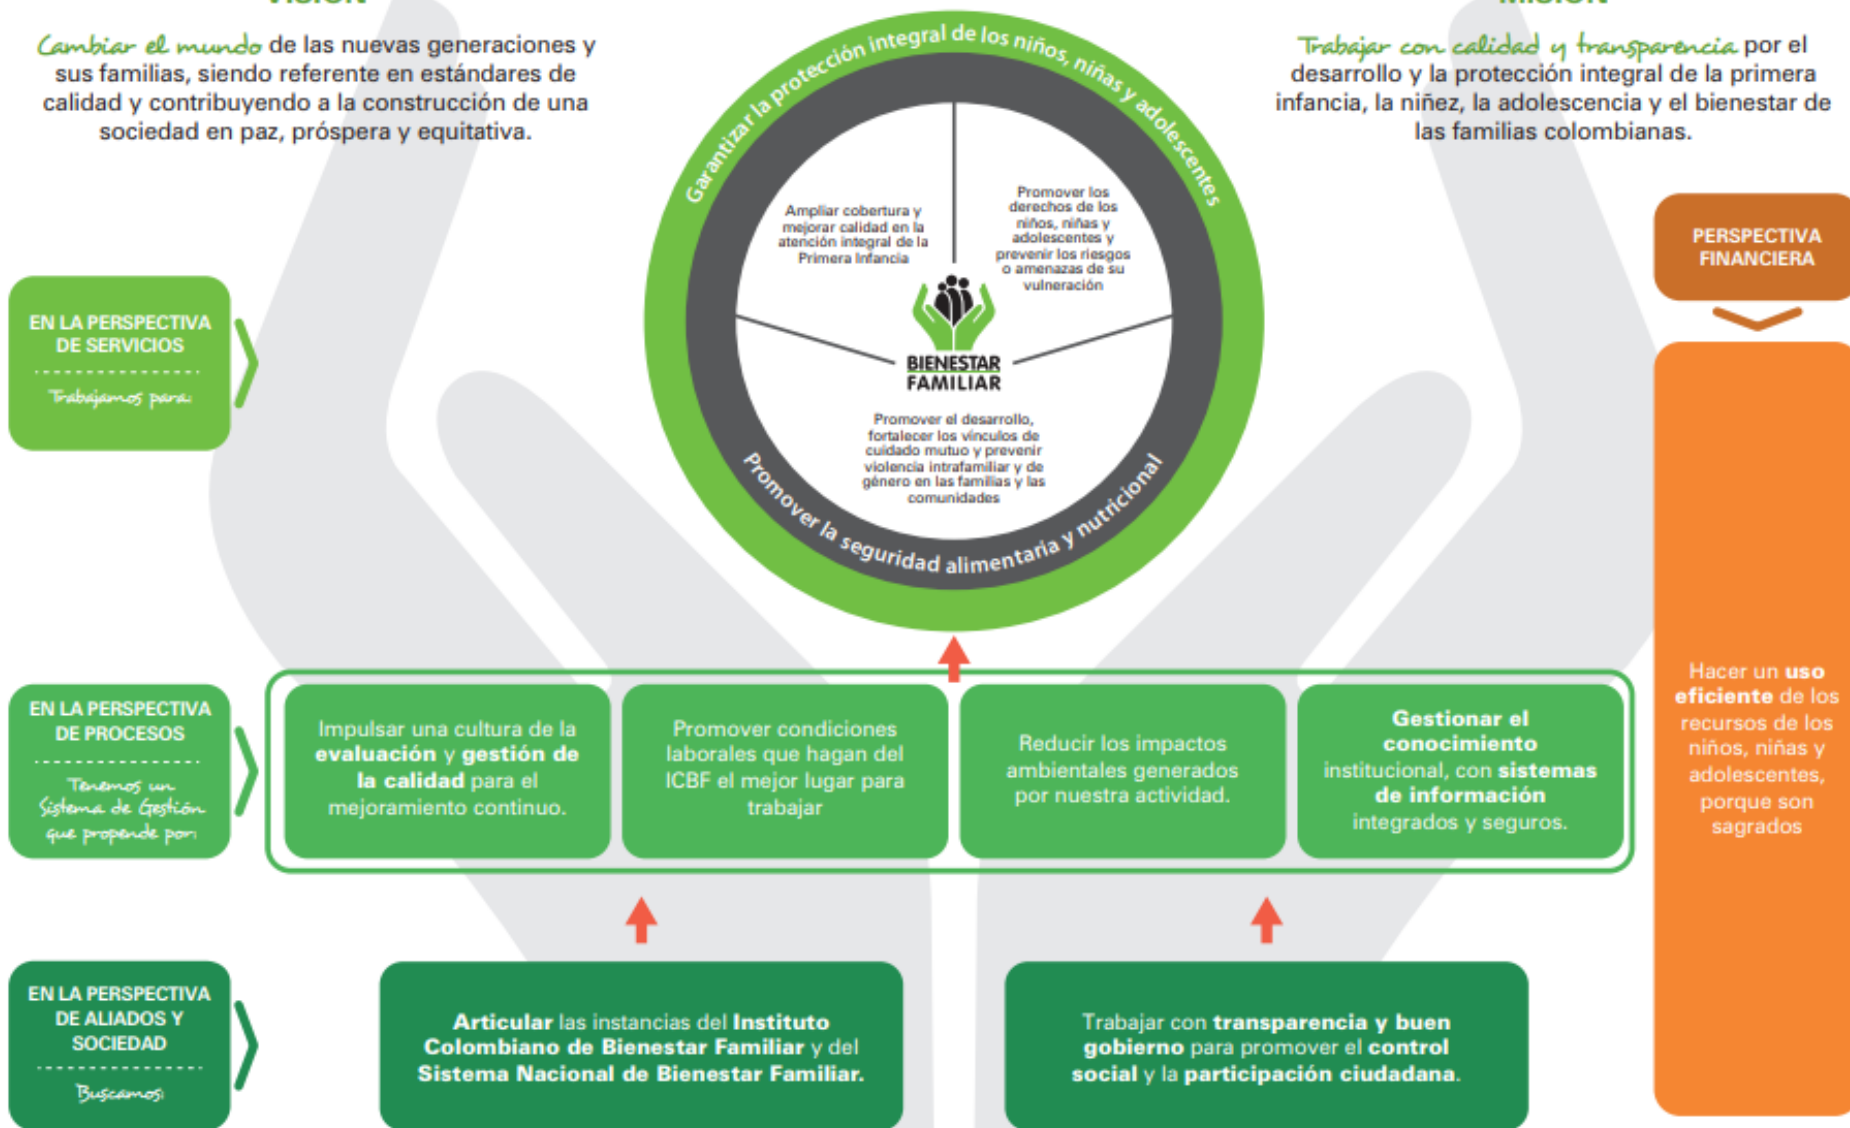 VISIÓN
Cambiar el mundo de las nuevas generaciones y
sus familias, siendo referente en estándares de
calidad y contribuyendo a la construcción de una
sociedad en paz, próspera y equitativa.
MISIÓN
Trabajar con calidad y transparencia por el
desarrollo y la protección integral de la primera
infancia, la niñez, la adolescencia y el bienestar de
las familias colombianas.
Garantizar la protección integral de los niños, niñas y adolescentes
Ampliar cobertura y
mejorar calidad en la
atención integral de la
Primera Infancia
Promover los
derechos de los
niños, niñas y
adolescentes y
prevenir los riesgos
o amenazas de su
vulneración
BIENESTAR
FAMILIAR
Promover el desarrollo,
fortalecer los vínculos de
cuidado mutuo y prevenir
violencia intrafamiliar y de
género en las familias y las
comunidades
Promover la seguridad alimentaria y nutricional
EN LA PERSPECTIVA
DE SERVICIOS
Trabajamos para:
PERSPECTIVA
FINANCIERA
Hacer un uso
eficiente de los
recursos de los
niños, niñas y
adolescentes,
porque son
sagrados
EN LA PERSPECTIVA
DE PROCESOS
Tenemos un
Sistema de Gestión
que propende por:
Impulsar una cultura de la
evaluación y gestión de
la calidad para el
mejoramiento continuo.
Promover condiciones
laborales que hagan del
ICBF el mejor lugar para
trabajar
Reducir los impactos
ambientales generados
por nuestra actividad.
Gestionar el
conocimiento
institucional, con sistemas
de información
integrados y seguros.
EN LA PERSPECTIVA
DE ALIADOS Y
SOCIEDAD
Buscamos:
Articular las instancias del Instituto
Colombiano de Bienestar Familiar y del
Sistema Nacional de Bienestar Familiar.
Trabajar con transparencia y buen
gobierno para promover el control
social y la participación ciudadana.